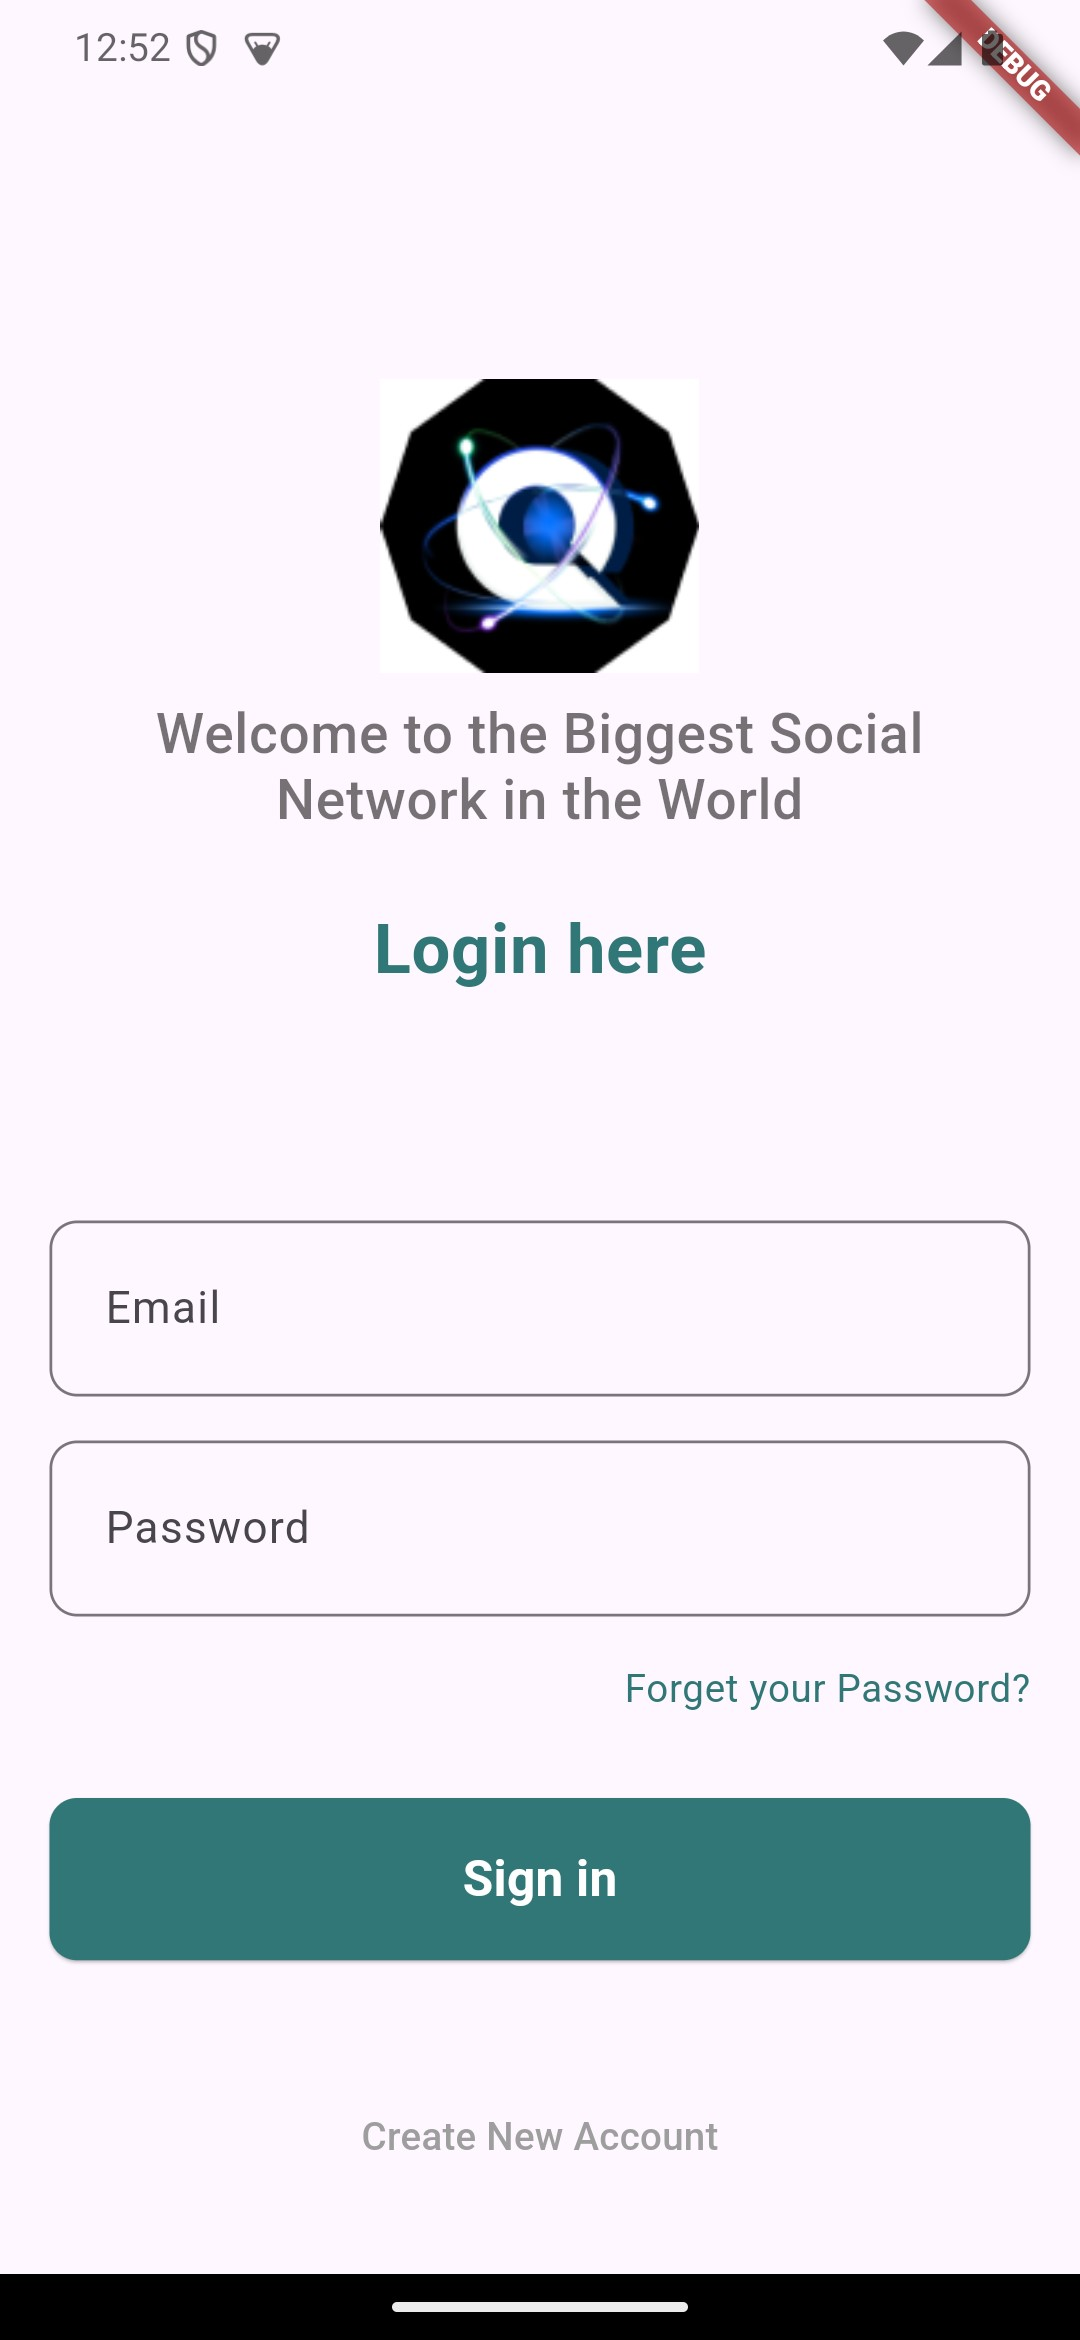 12:52
DEBUG
Welcome to the Biggest Social
Network in the World
Login here
Email
Password
Forget your Password?
Sign in
Create New Account